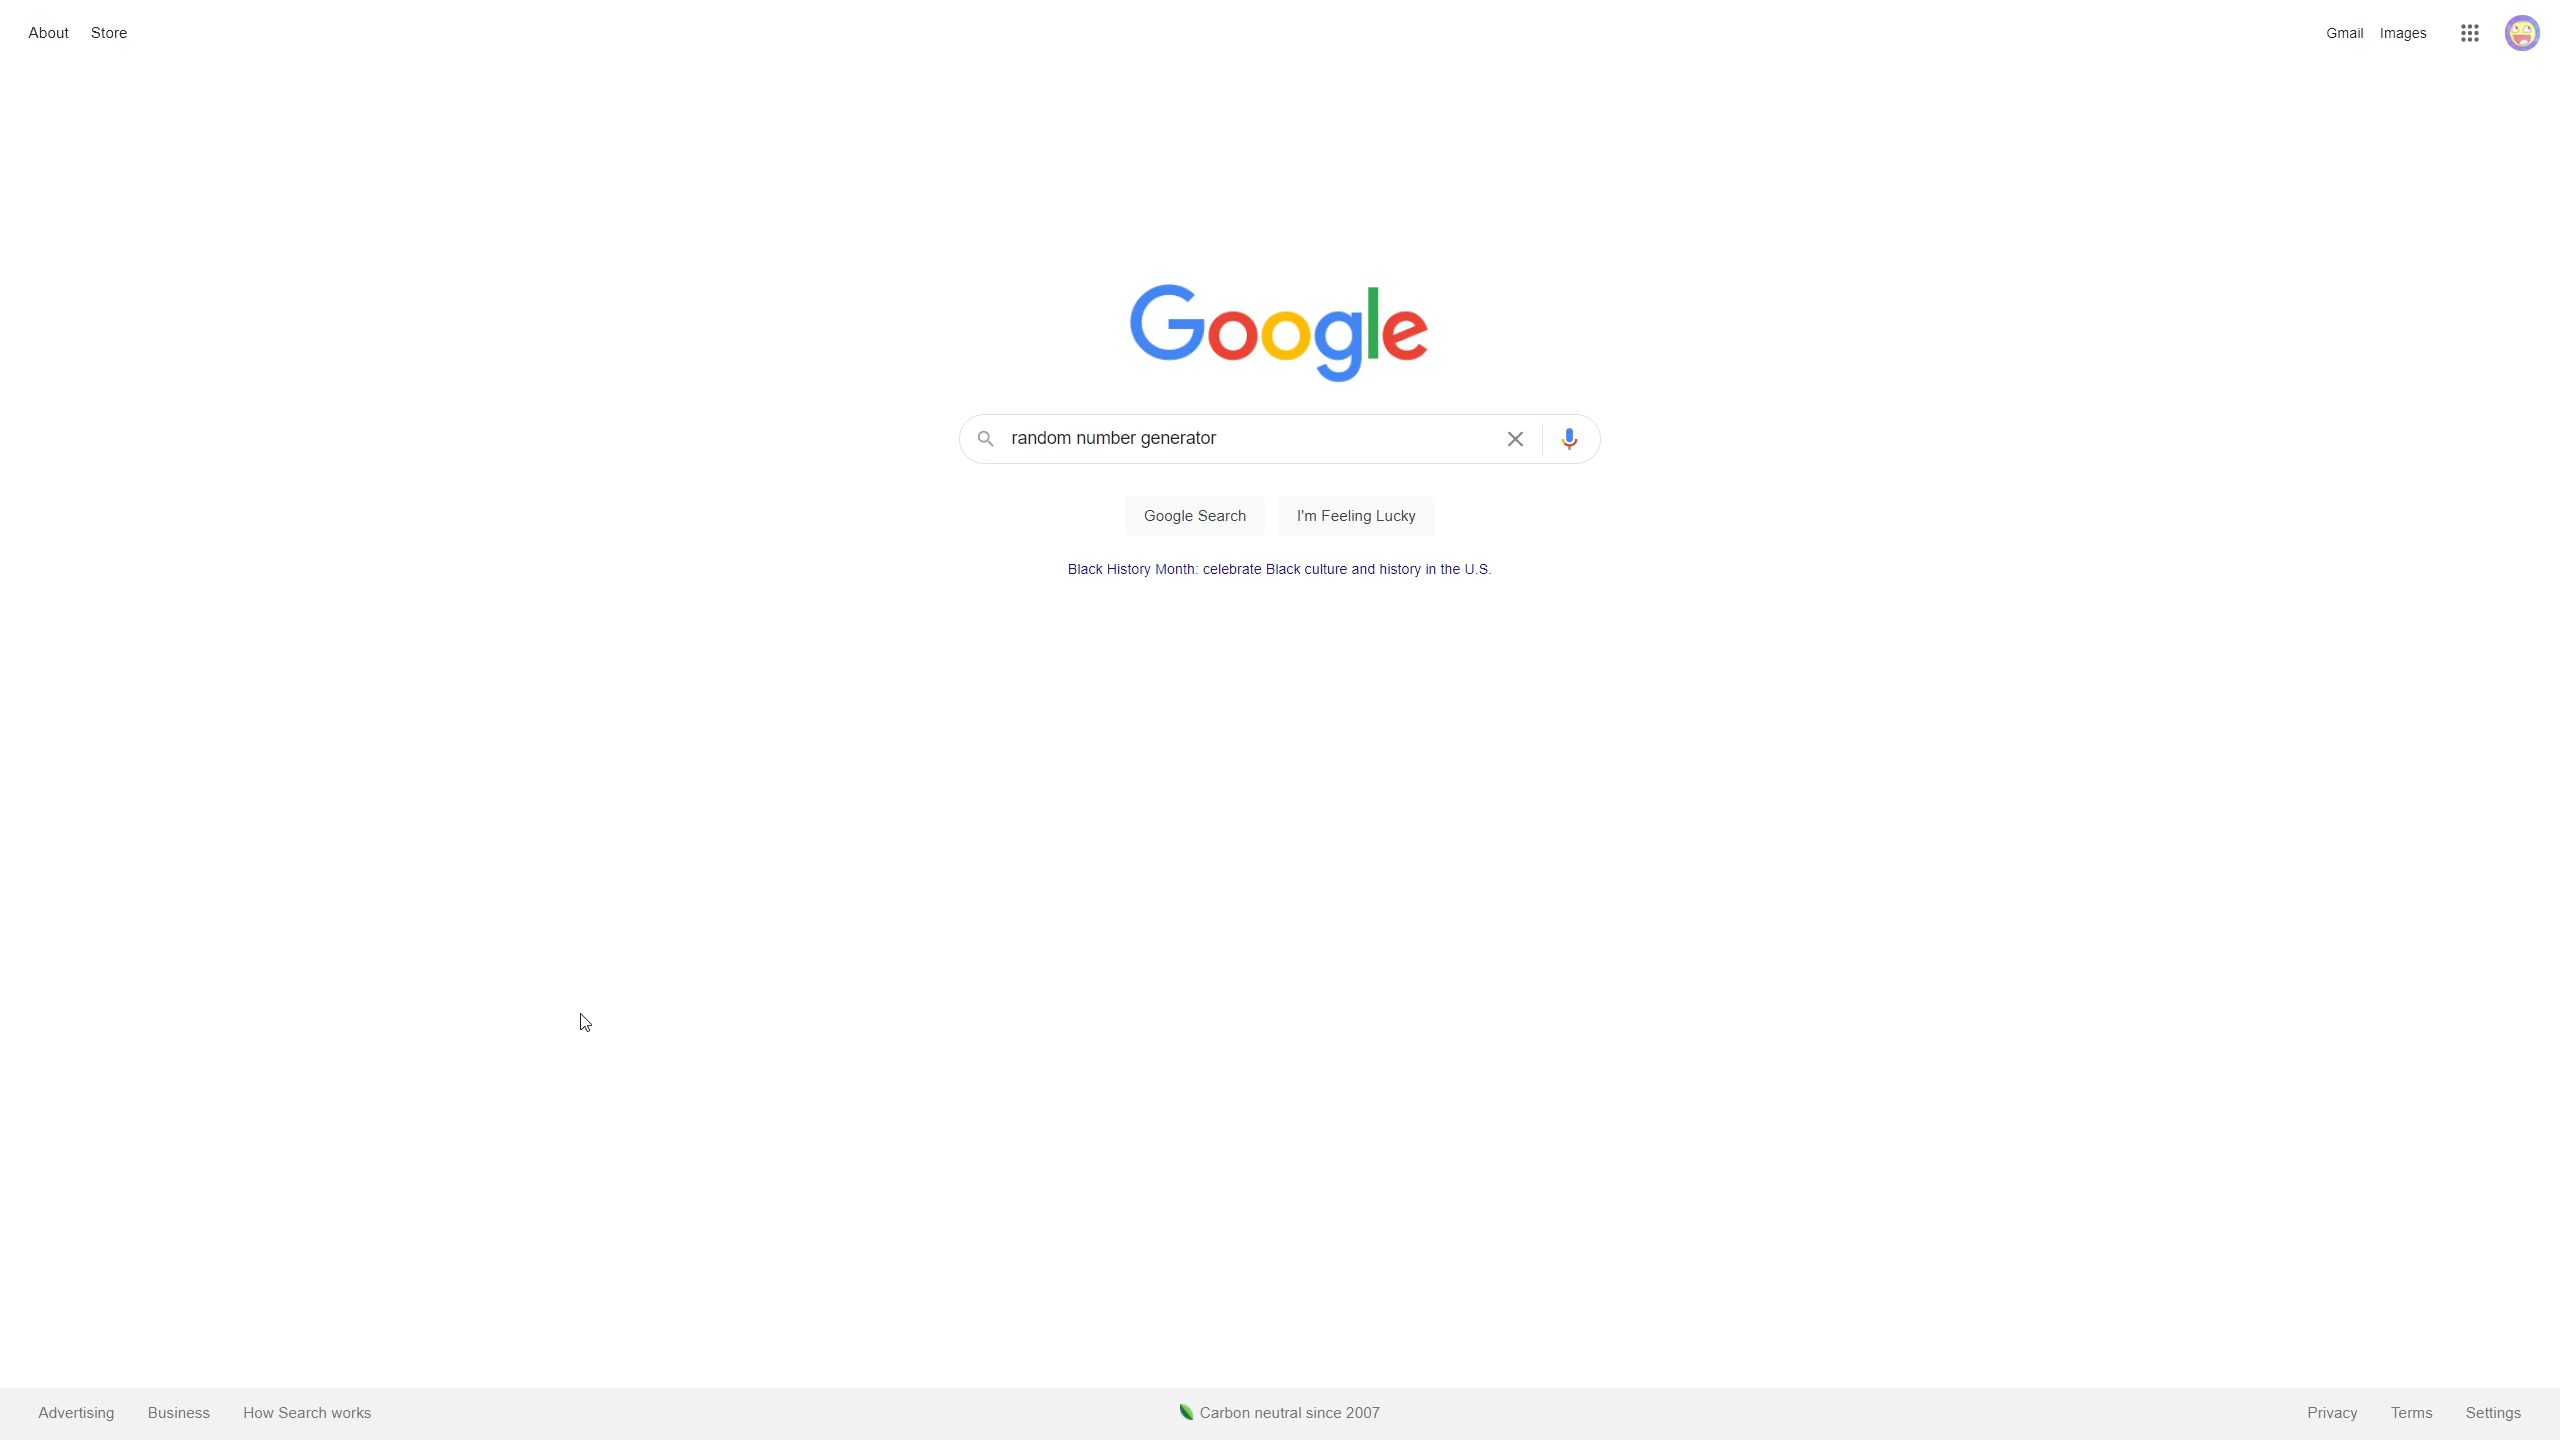 About Store
Gmail Images
Google
random number generator
Google Search I'm Feeling Lucky
Black History Month: celebrate Black culture and history in the U.S.
Advertising Business How Search works
Carbon neutral since 2007
Privacy Terms Settings